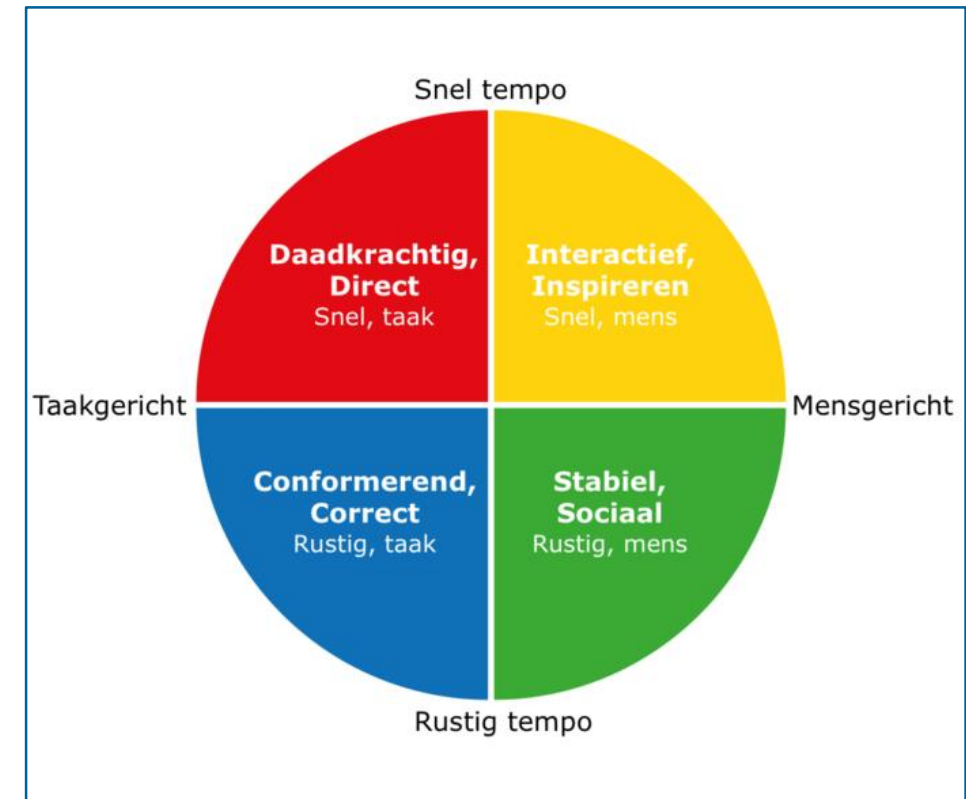 Snel tempo
Daadkrachtig,
Direct
Snel, taak
Interactief,
Inspireren
Snel, mens
Taakgericht
Mensgericht
Conformerend,
Correct
Rustig, taak
Stabiel,
Sociaal
Rustig, mens
Rustig tempo